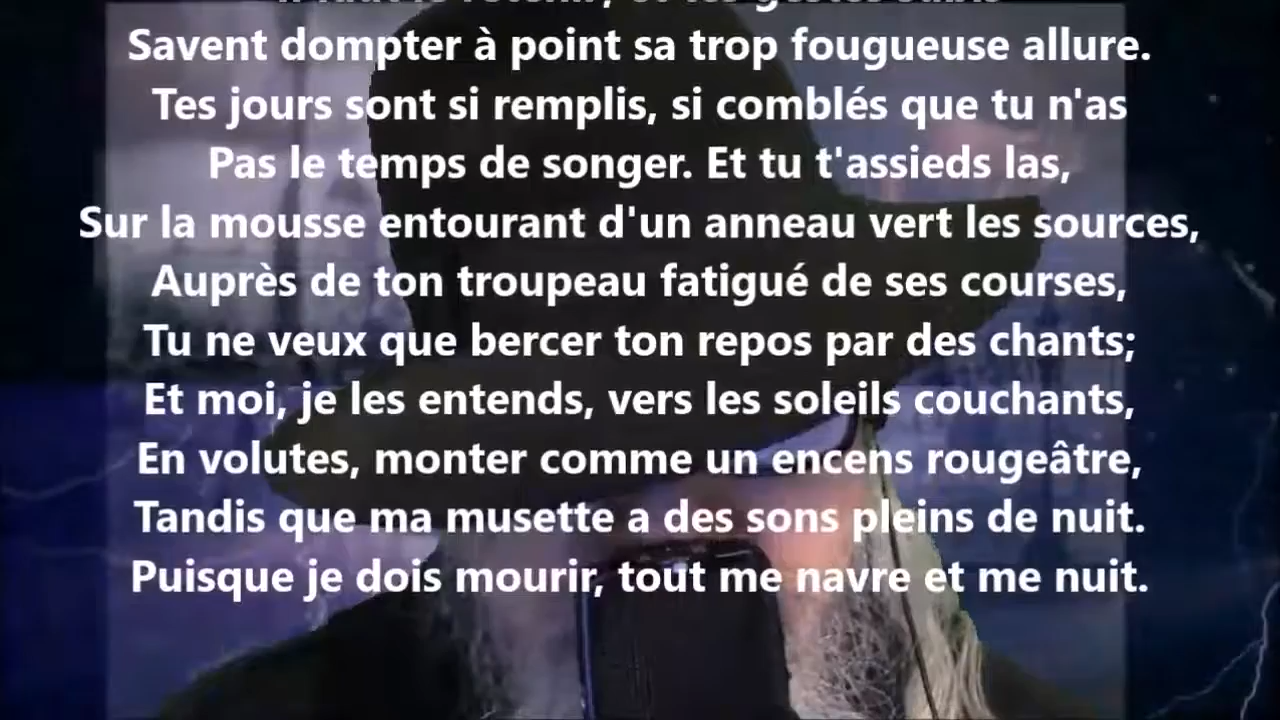 Savent dompter à point sa trop fougueuse allure.
Tes jours sont si remplis, si comblés que tu n'as
Pas le temps de songer. Et tu t'assieds las,
Sur la mousse entourant d'un anneau vert les sources,
Auprès de ton troupeau fatigué de ses courses,
Tu ne veux que bercer ton repos par des chants;
Et moi, je les entends, vers les soleils couchants,
En volutes, monter comme un encens rougeâtre,
Tandis que ma musette a des sons pleins de nuit.
Puisque je dois mourir, tout me navre et me nuit.